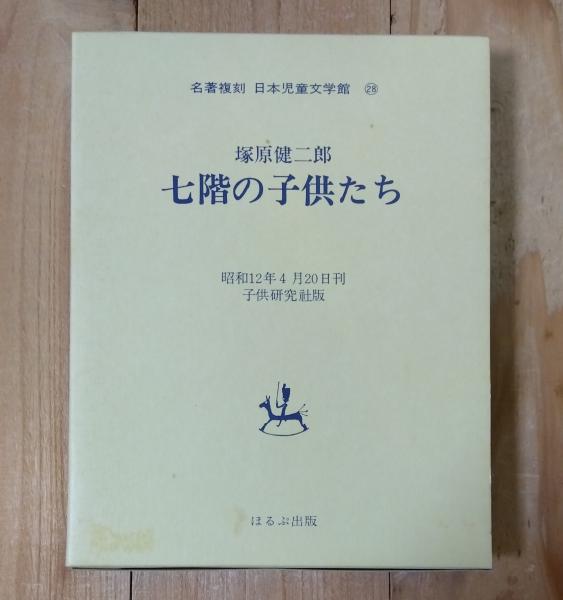 名著複刻 日本児童文学館 ㉘
塚原健二郎
七階の子供たち
昭和12年4月20日刊
子供研究社版
ほるぷ出版